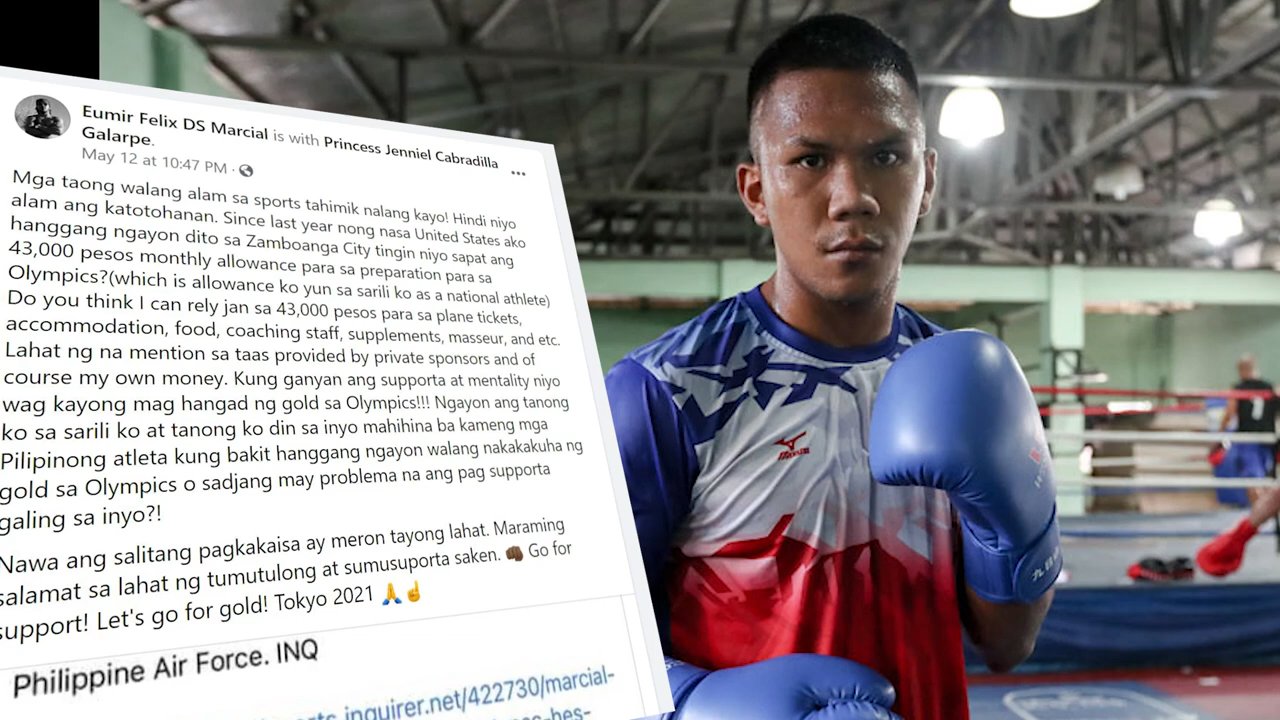 Eumir Felix DS Marcial is with Princess Jenniel Cabradilla
Galarpe.
May 12 at 10:47 PM
Mga taong walang alam sa sports tahimik nalang kayo! Hindi niyo
alam ang katotohanan. Since last year nong nasa United States ako
hanggang ngayon dito sa Zamboanga City tingin niyo sapat ang
43,000 pesos monthly allowance para sa preparation para sa
Olympics?(which is allowance ko yun sa sarili ko as a national athlete)
Do you think I can rely jan sa 43,000 pesos para sa plane tickets,
accommodation, food, coaching staff, supplements, masseur, and etc.
Lahat ng na mention sa taas provided by private sponsors and of
course my own money. Kung ganyan ang supporta at mentality niyo
wag kayong mag hangad ng gold sa Olympics!!! Ngayon ang tanong
ko sa sarili ko at tanong ko din sa inyo mahihina ba kameng mga
Pilipinong atleta kung bakit hanggang ngayon walang nakakakuha ng
gold sa Olympics o sadjang may problema na ang pag supporta
galing sa inyo?!
Nawa ang salitang pagkakaisa ay meron tayong lahat. Maraming
salamat sa lahat ng tumutulong at sumusuporta saken. 👊🏿 Go for
support! Let's go for gold! Tokyo 2021 🙏☝️
Philippine Air Force. INQ
inquirer.net/422730/marcial-
Mizuno